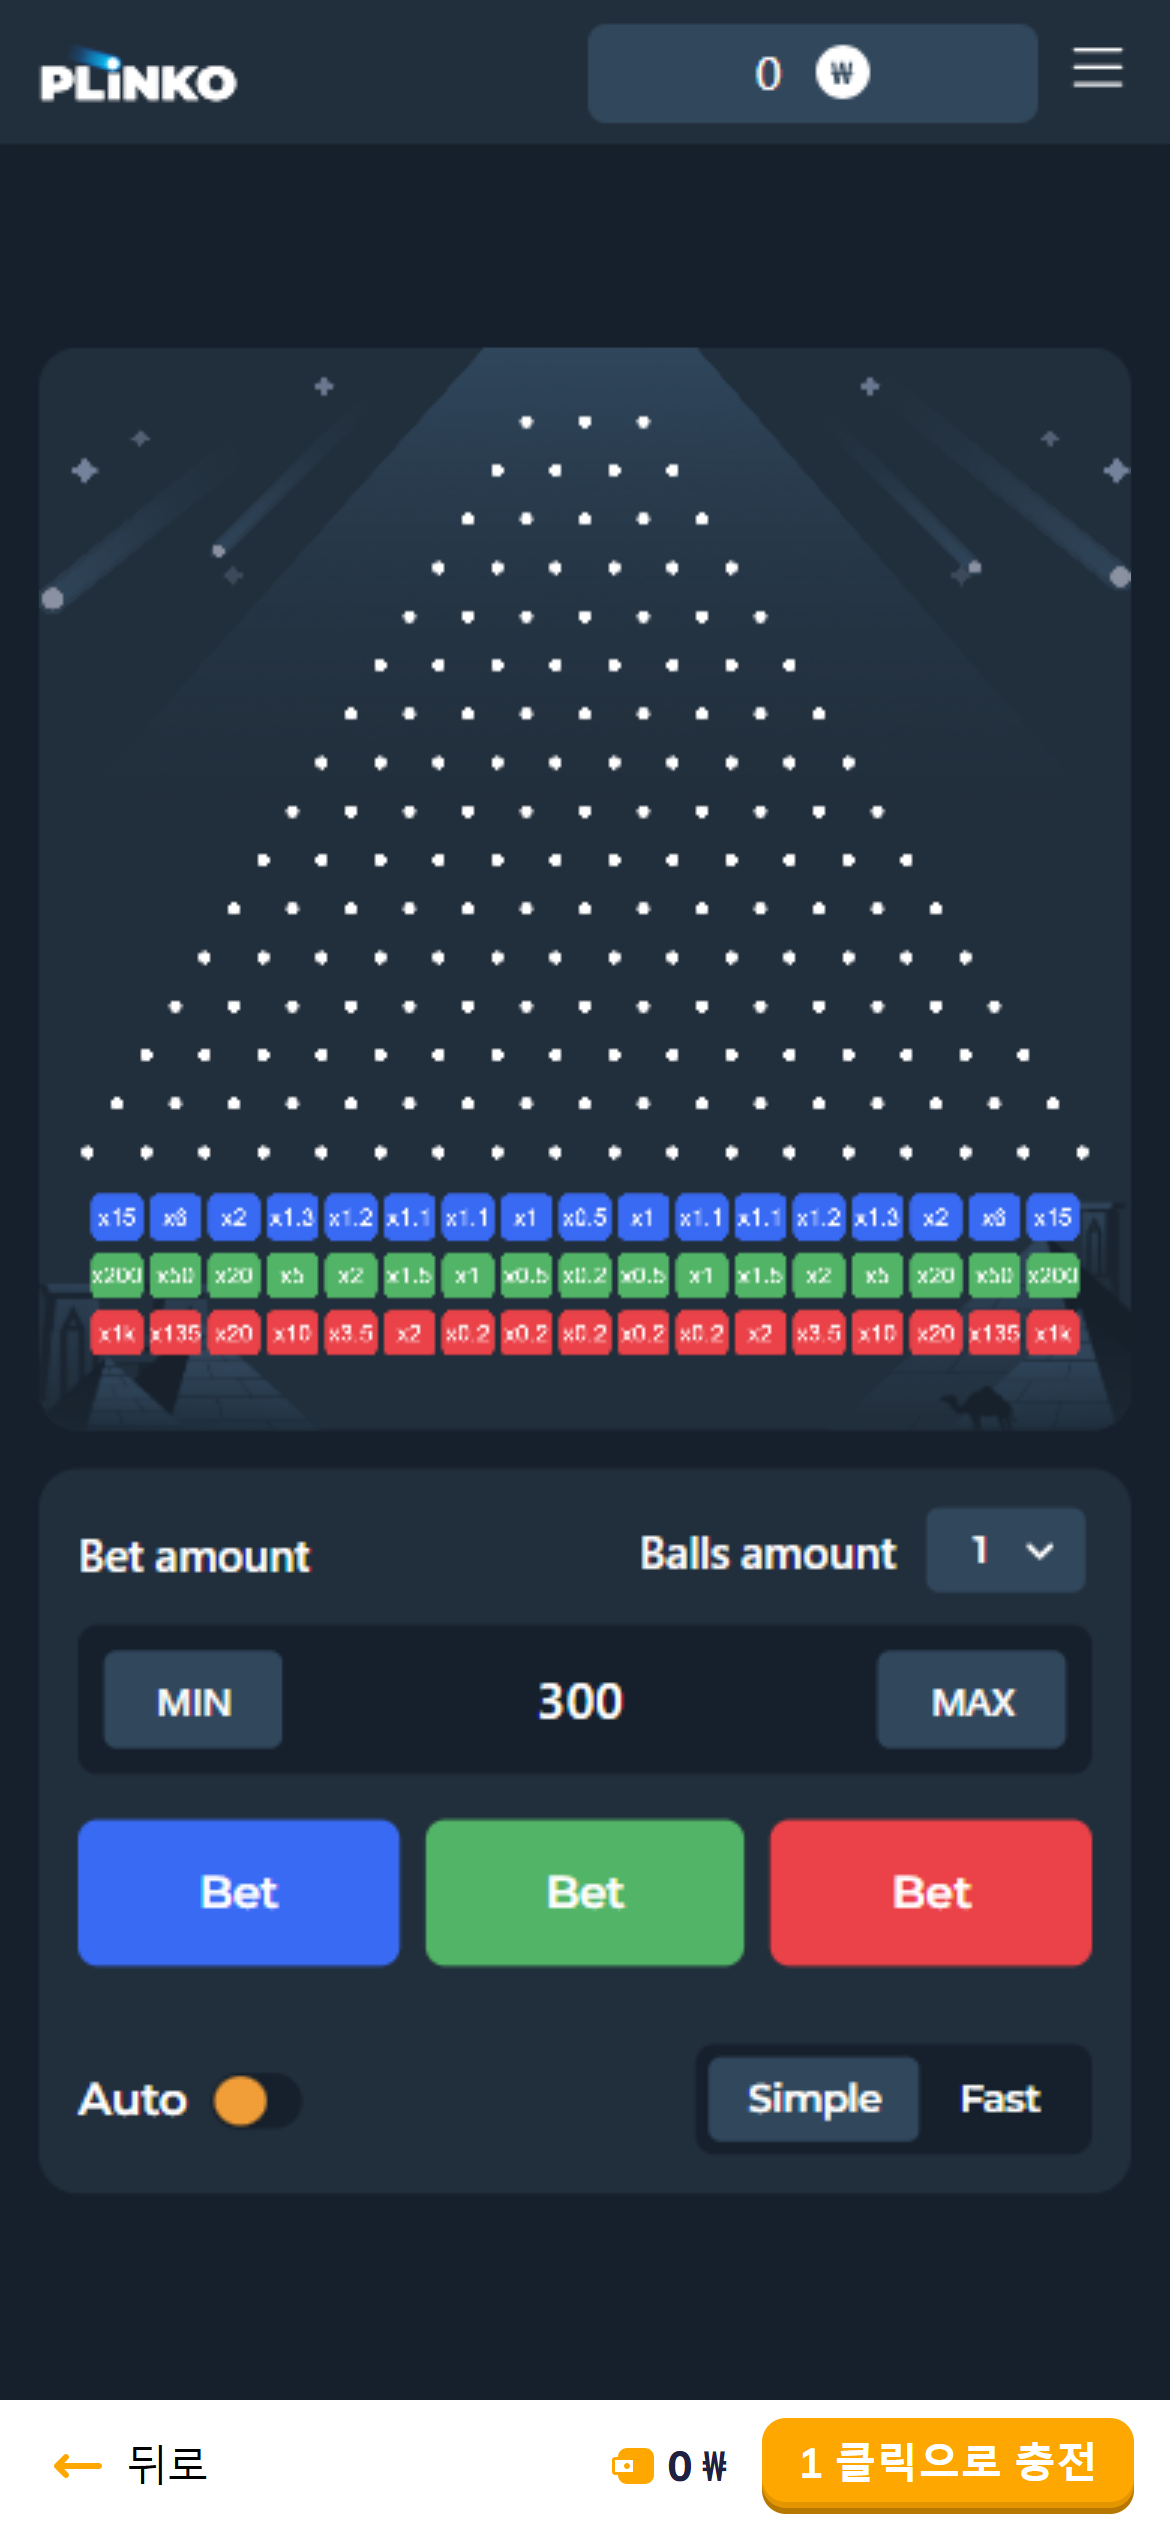 PLiNKO 0 ₩
x15 x6 x2 x1.3 x1.2 x1.1 x1.1 x1 x0.5 x1 x1.1 x1.1 x1.2 x1.3 x2 x6 x15
x200 x50 x20 x5 x2 x1.5 x1 x0.5 x0.2 x0.5 x1 x1.5 x2 x5 x20 x50 x200
x1k x135 x20 x10 x3.5 x2 x0.2 x0.2 x0.2 x0.2 x0.2 x2 x3.5 x10 x20 x135 x1k
Bet amount Balls amount 1
MIN 300 MAX
Bet Bet Bet
Auto Simple Fast
뒤로 0 ₩ 1 클릭으로 충전